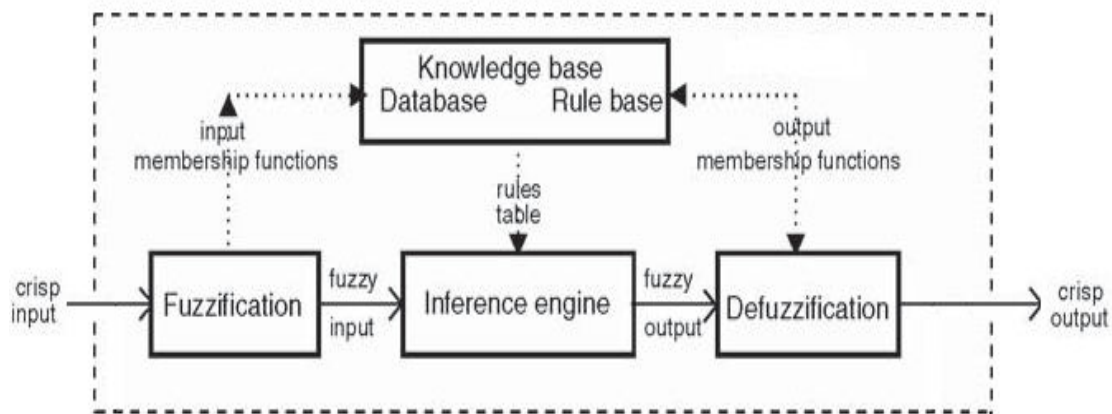 Knowledge base
Database Rule base
input
membership functions
output
membership functions
rules
table
crisp
input
Fuzzification
fuzzy
input
Inference engine
fuzzy
output
Defuzzification
crisp
output